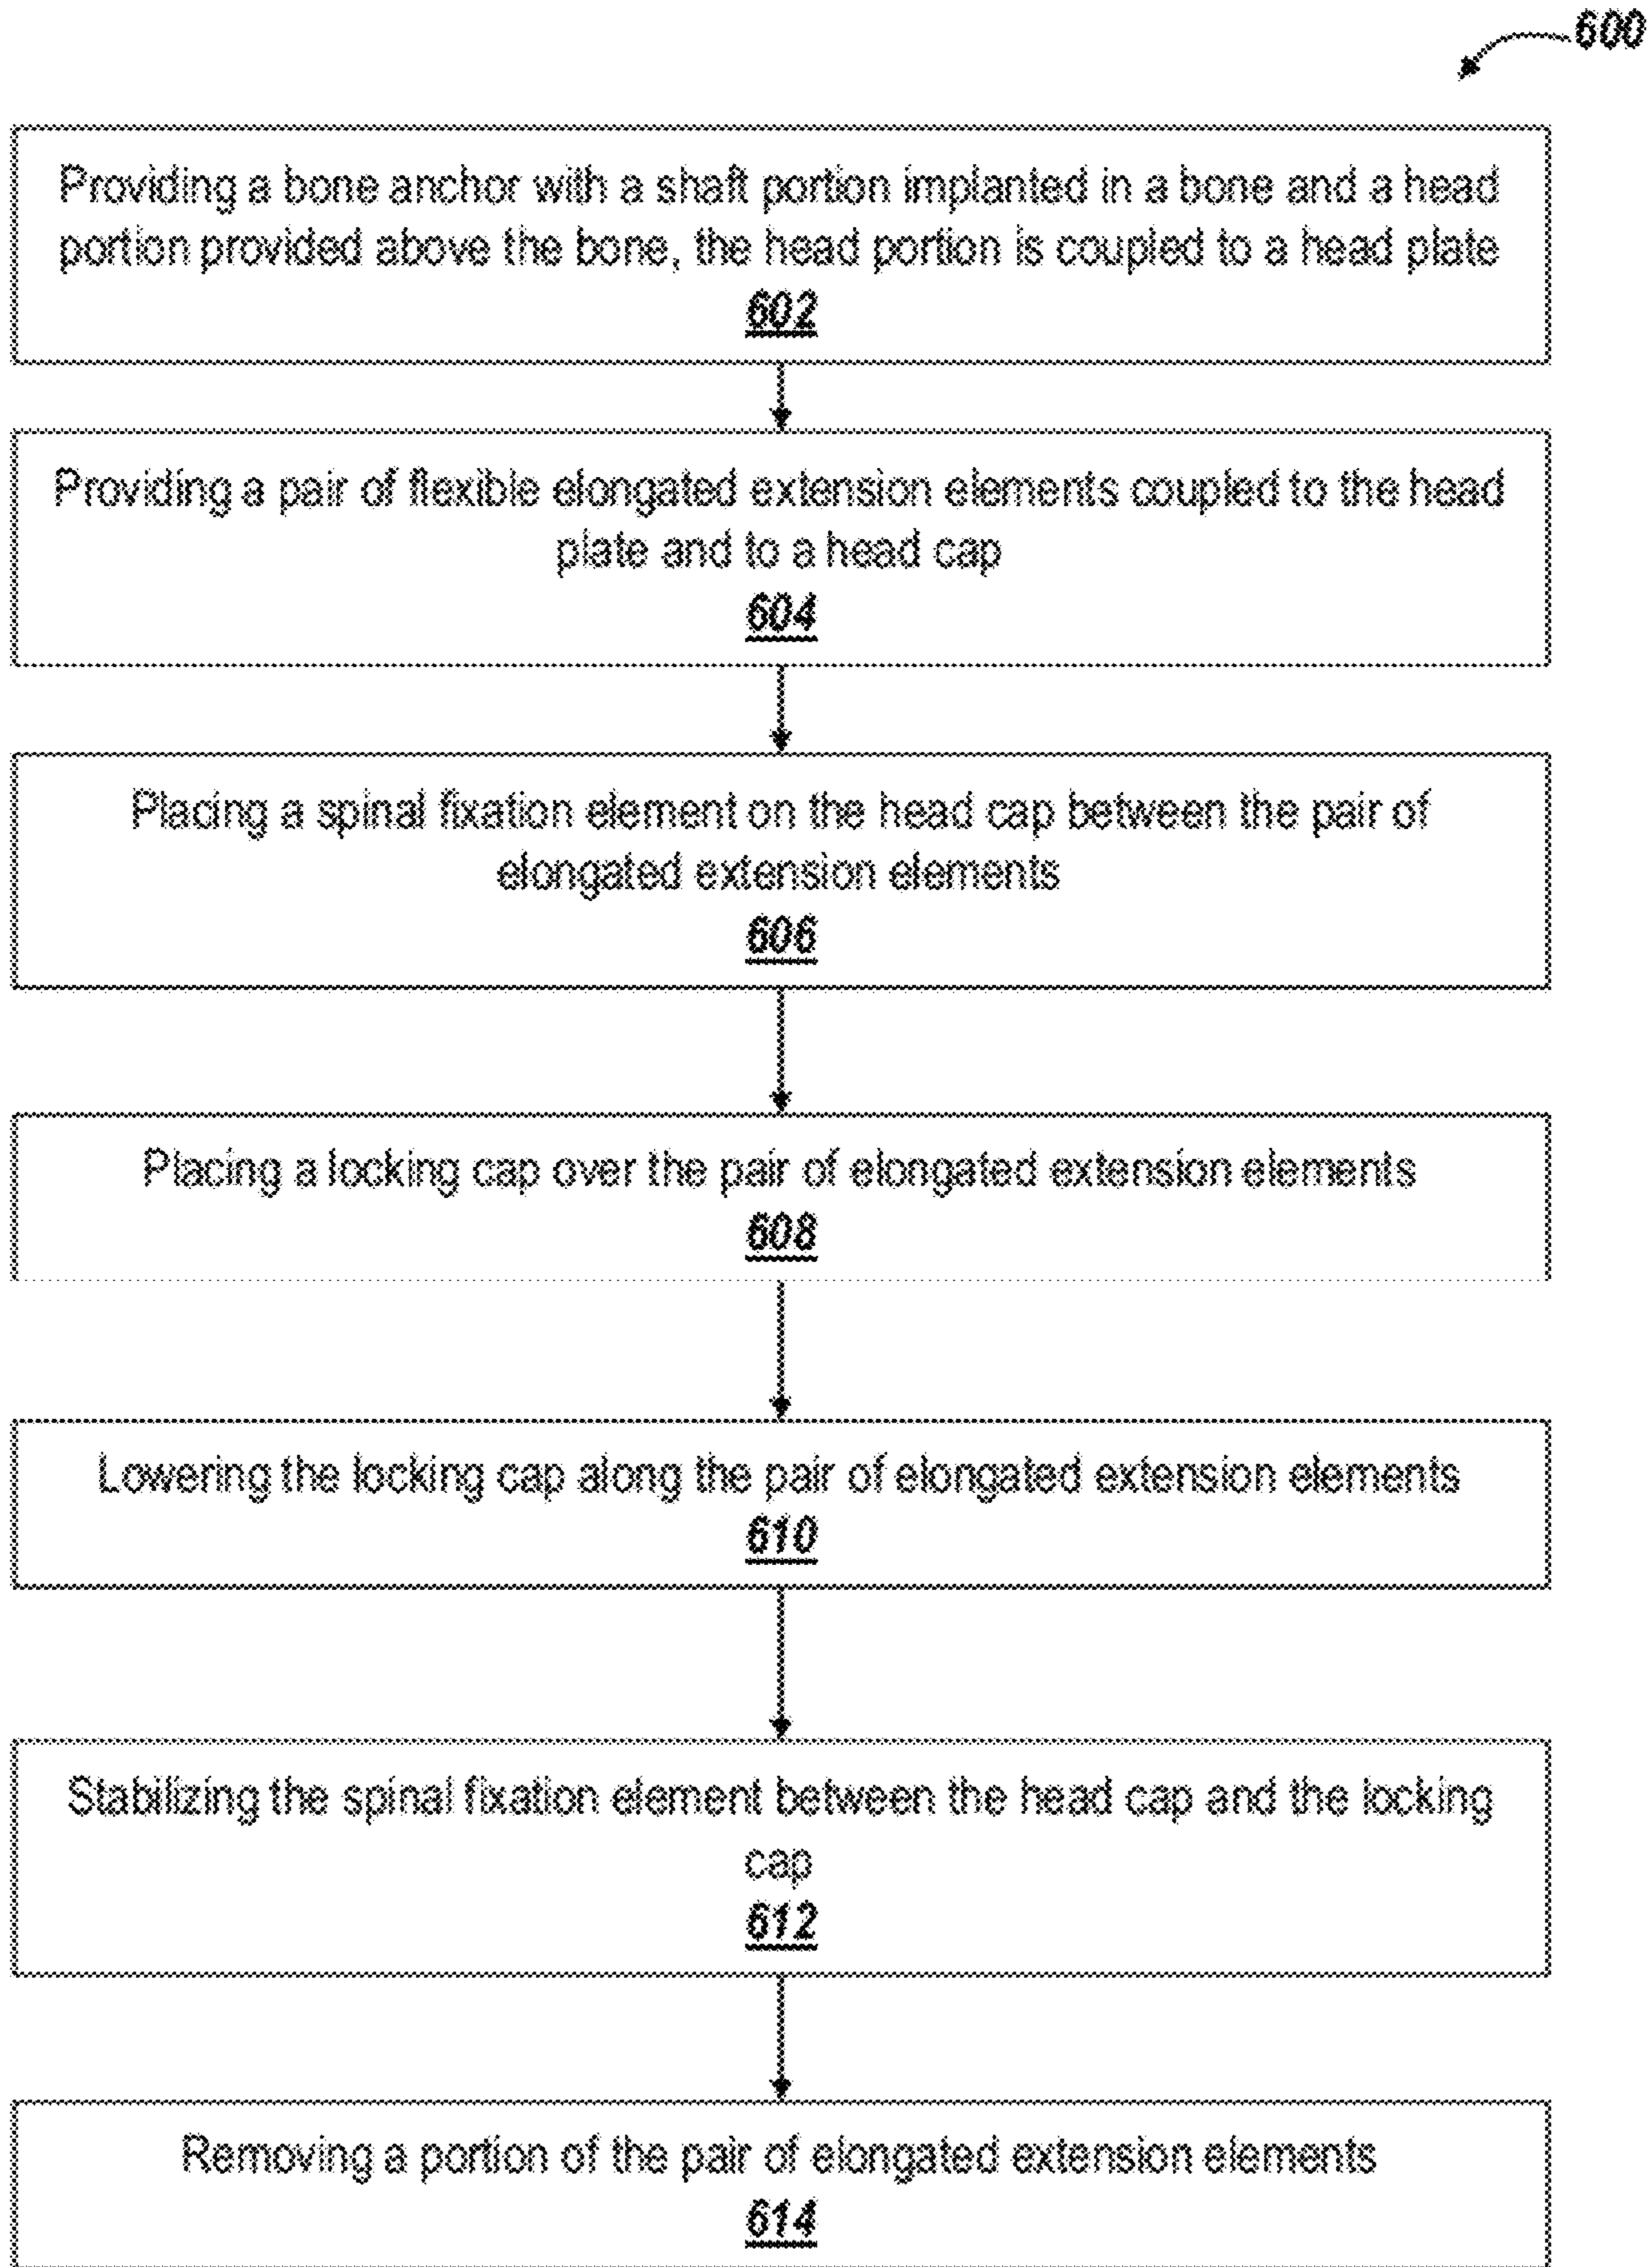 600
Providing a bone anchor with a shaft portion implanted in a bone and a head
portion provided above the bone, the head portion is coupled to a head plate
602
Providing a pair of flexible elongated extension elements coupled to the head
plate and to a head cap
604
Placing a spinal fixation element on the head cap between the pair of
elongated extension elements
606
Placing a locking cap over the pair of elongated extension elements
608
Lowering the locking cap along the pair of elongated extension elements
610
Stabilizing the spinal fixation element between the head cap and the locking
cap
612
Removing a portion of the pair of elongated extension elements
614